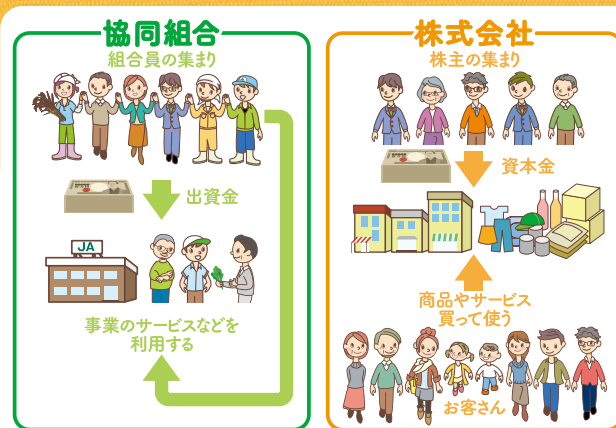 協同組合
組合員の集まり
出資金
JA
事業のサービスなどを
利用する
株式会社
株主の集まり
資本金
商品やサービス
買って使う
お客さん